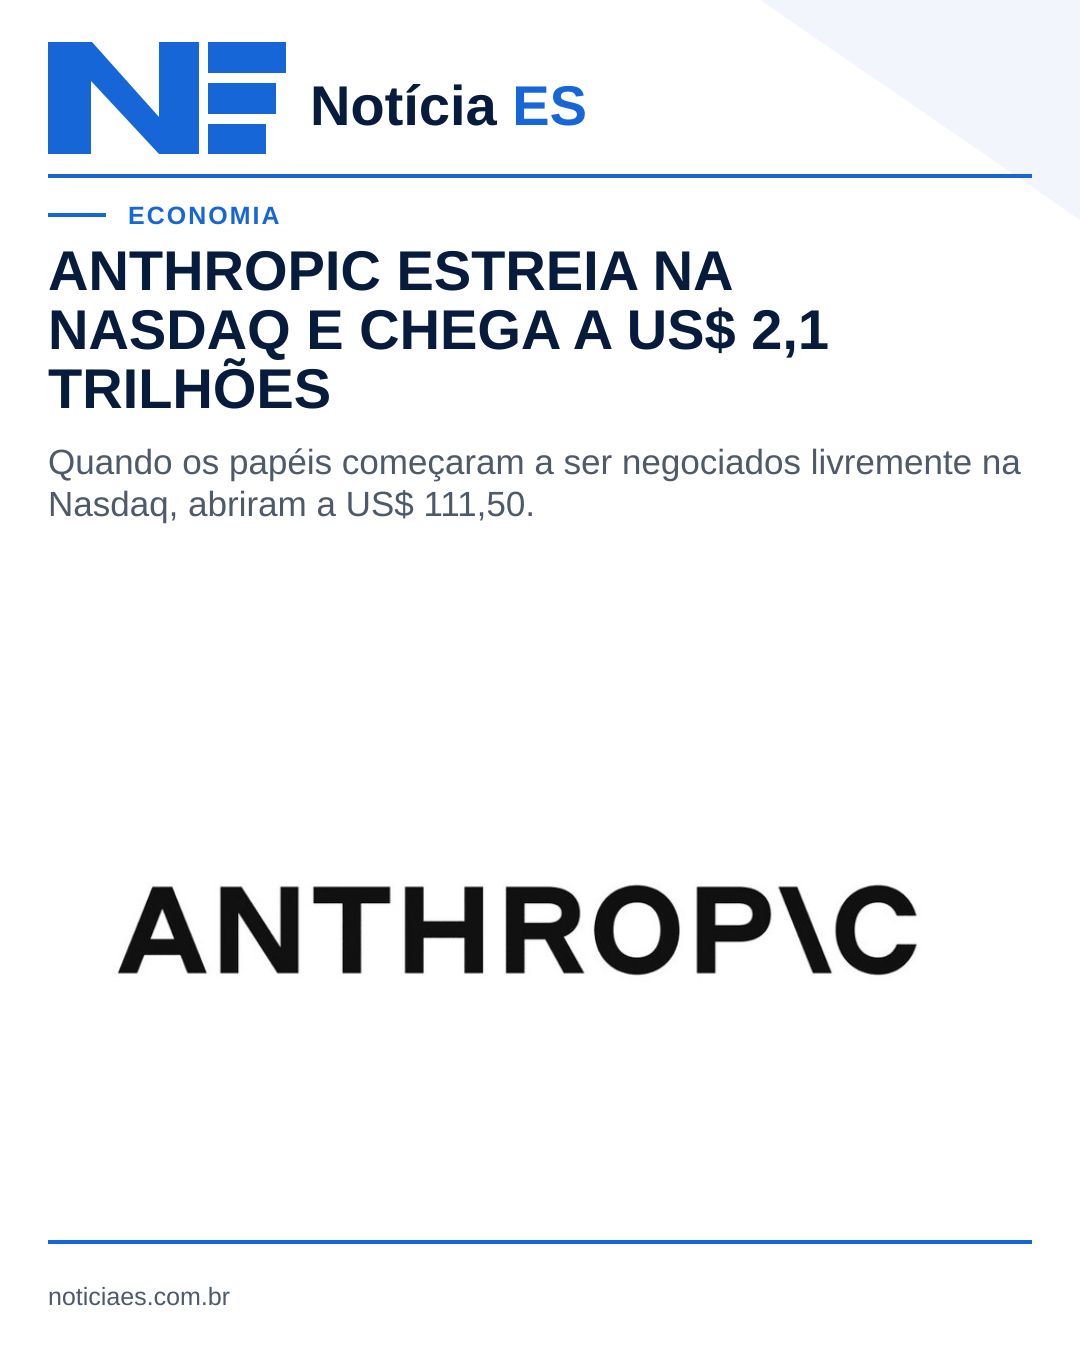 NE
Notícia ES
ECONOMIA
ANTHROPIC ESTREIA NA
NASDAQ E CHEGA A US$ 2,1
TRILHÕES
Quando os papéis começaram a ser negociados livremente na
Nasdaq, abriram a US$ 111,50.
ANTHROP\C
noticiaes.com.br